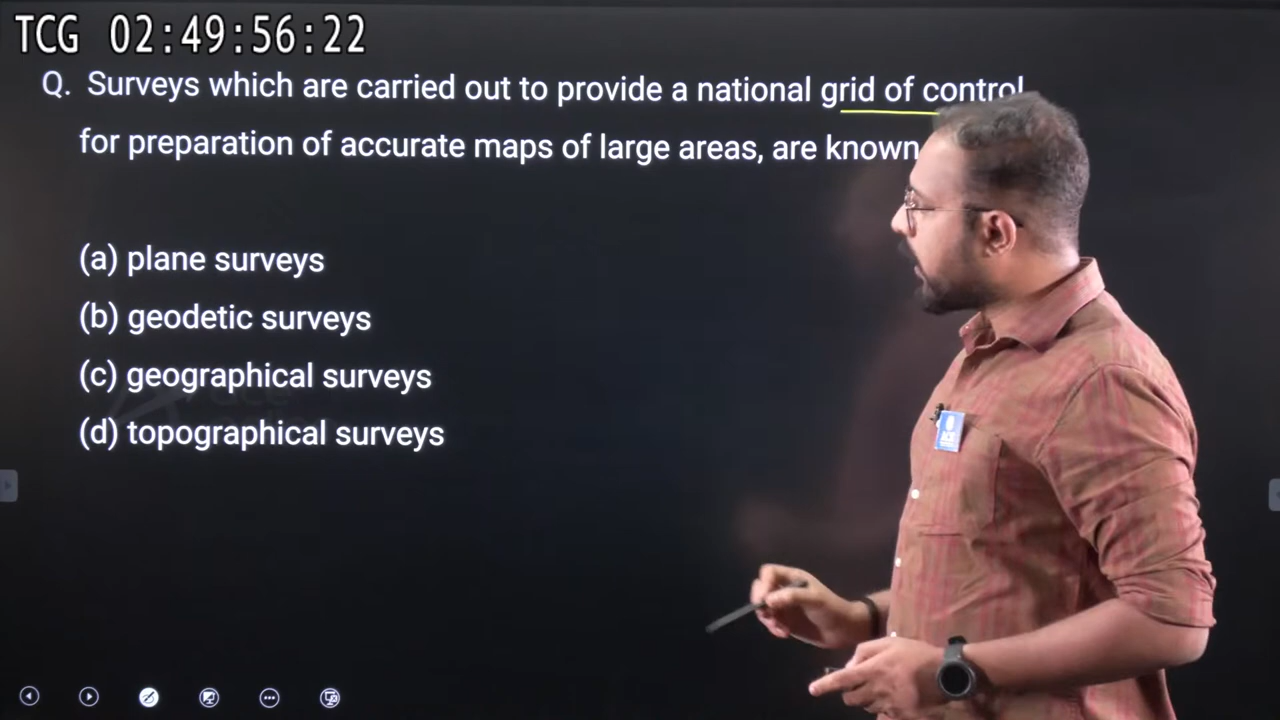 TCG 02:49:56:22
Q. Surveys which are carried out to provide a national grid of control
for preparation of accurate maps of large areas, are known
(a) plane surveys
(b) geodetic surveys
(c) geographical surveys
(d) topographical surveys